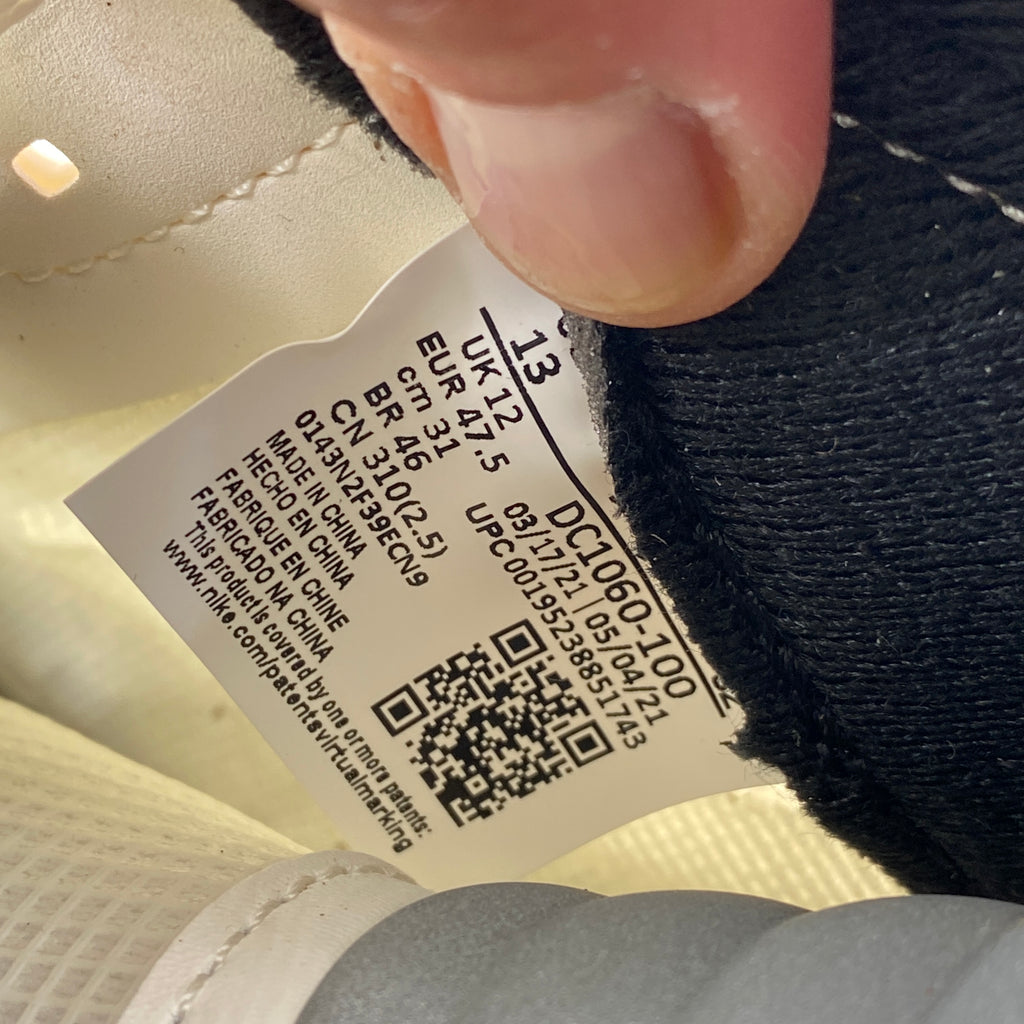 13
UK 12
EUR 47.5
cm 31
BR 46
CN 310(2.5)
0143N2F39ECN9
MADE IN CHINA
HECHO EN CHINA
FABRIQUE EN CHINE
FABRICADO NA CHINA
This product is covered by one or more patents:
www.nike.com/patentsvirtualmarking
DC1060-100
03/17/21 | 05/04/21
UPC 00195238851743